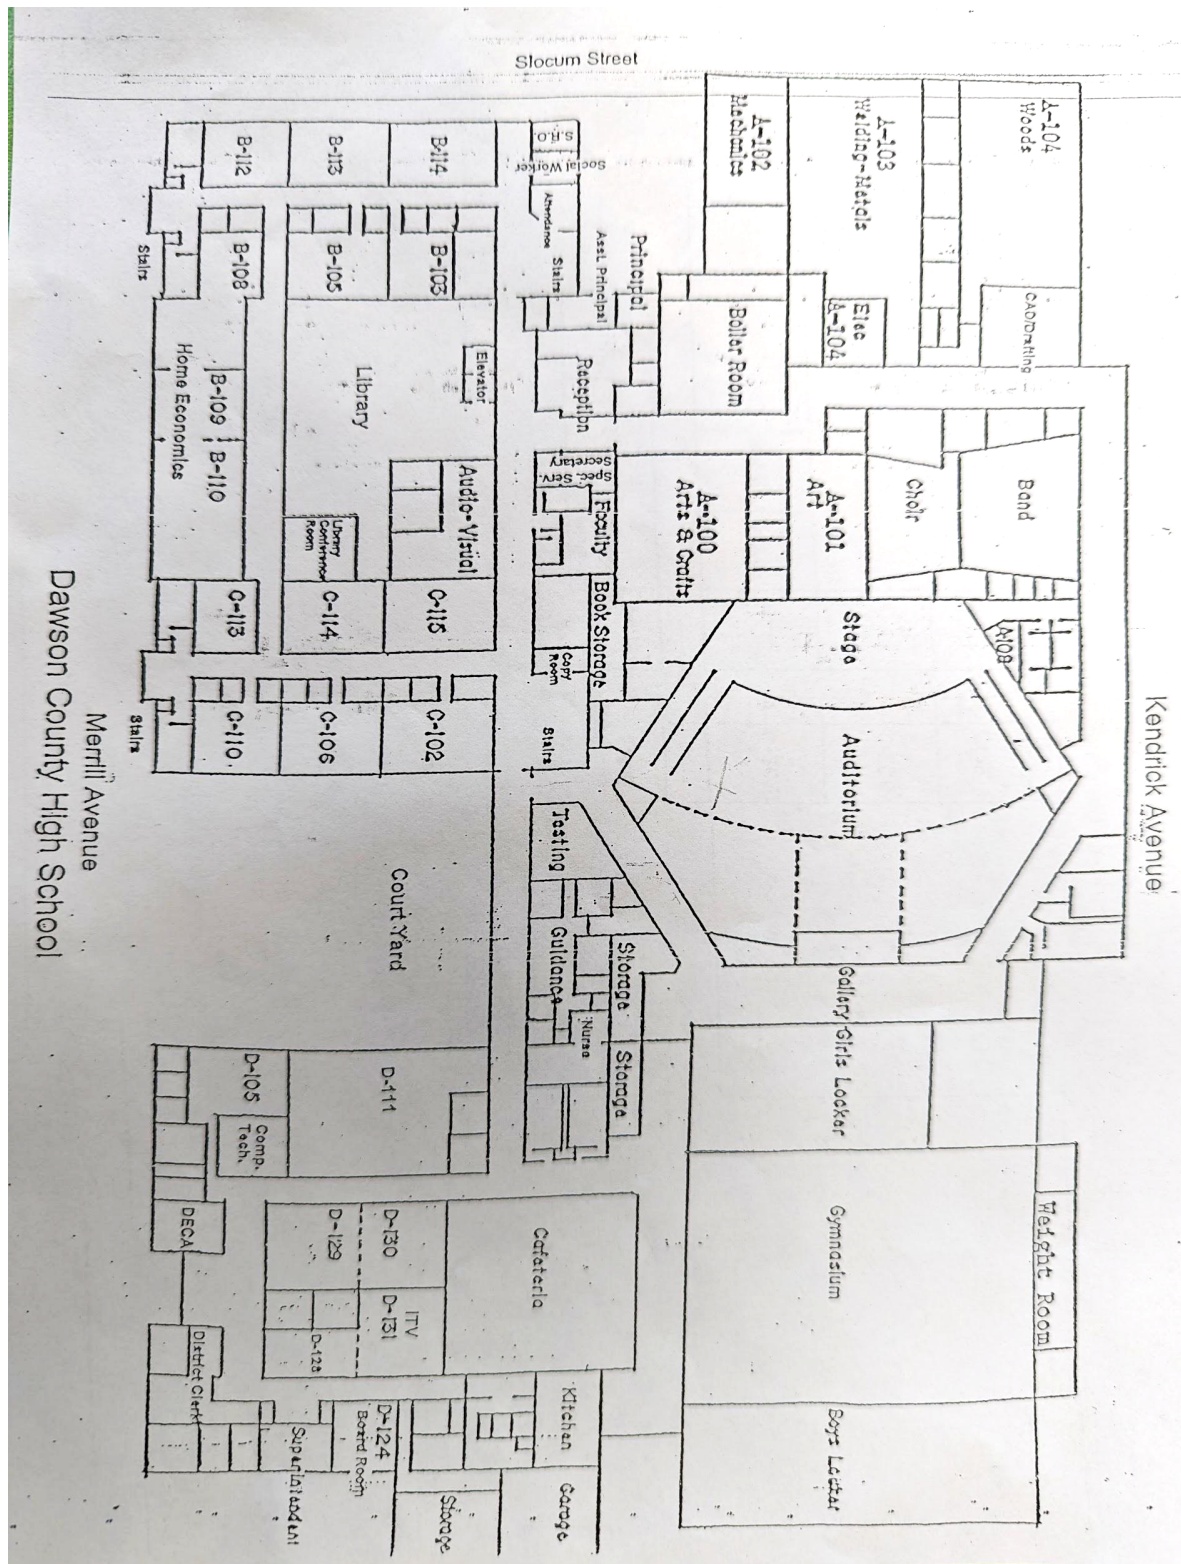 Slocum Street
Kendrick Avenue
A-104
Woods
A-103
Welding-Metals
A-102
Mechanics
CAD/Drafting
Elec
A-104
Boiler Room
Principal
Asst. Principal
S.R.O.
Social Worker
Attendance
Stairs
Reception
B-114
B-113
B-112
B-103
B-105
B-108
Stairs
Elevator
Library
B-109
B-110
Home Economics
Audio-Visual
Library
Conference
Room
Band
Choir
A-101
Art
A-100
Arts & Crafts
Spec. Serv.
Secretary
Faculty
Book Storage
Copy
Room
Stairs
C-115
C-114
C-113
C-102
C-106
C-110
Stairs
Stage
A109
Auditorium
Testing
Guidance
Storage
Nurse
Storage
Court Yard
Gallery
Girls Locker
D-111
D-105
Comp.
Tech.
Gymnasium
Weight Room
Cafeteria
D-130
D-129
ITV
D-131
D-128
DECA
District Clerk
Superintendent
D-124
Board Room
Kitchen
Garage
Storage
Boys Locker
Merrill Avenue
Dawson County High School